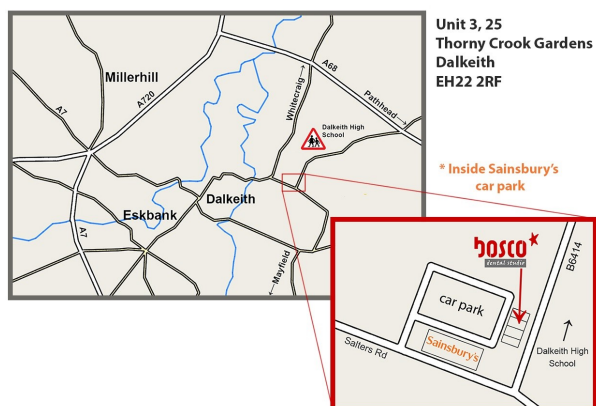 Unit 3, 25
Thorny Crook Gardens
Dalkeith
EH22 2RF
* Inside Sainsbury's
car park
Millerhill
A720
A7
A68
Whitecraig
Pathhead
Dalkeith High
School
Dalkeith
Eskbank
A7
Mayfield
bosco
dental studio
B6414
car park
Sainsbury's
Salters Rd
Dalkeith High
School